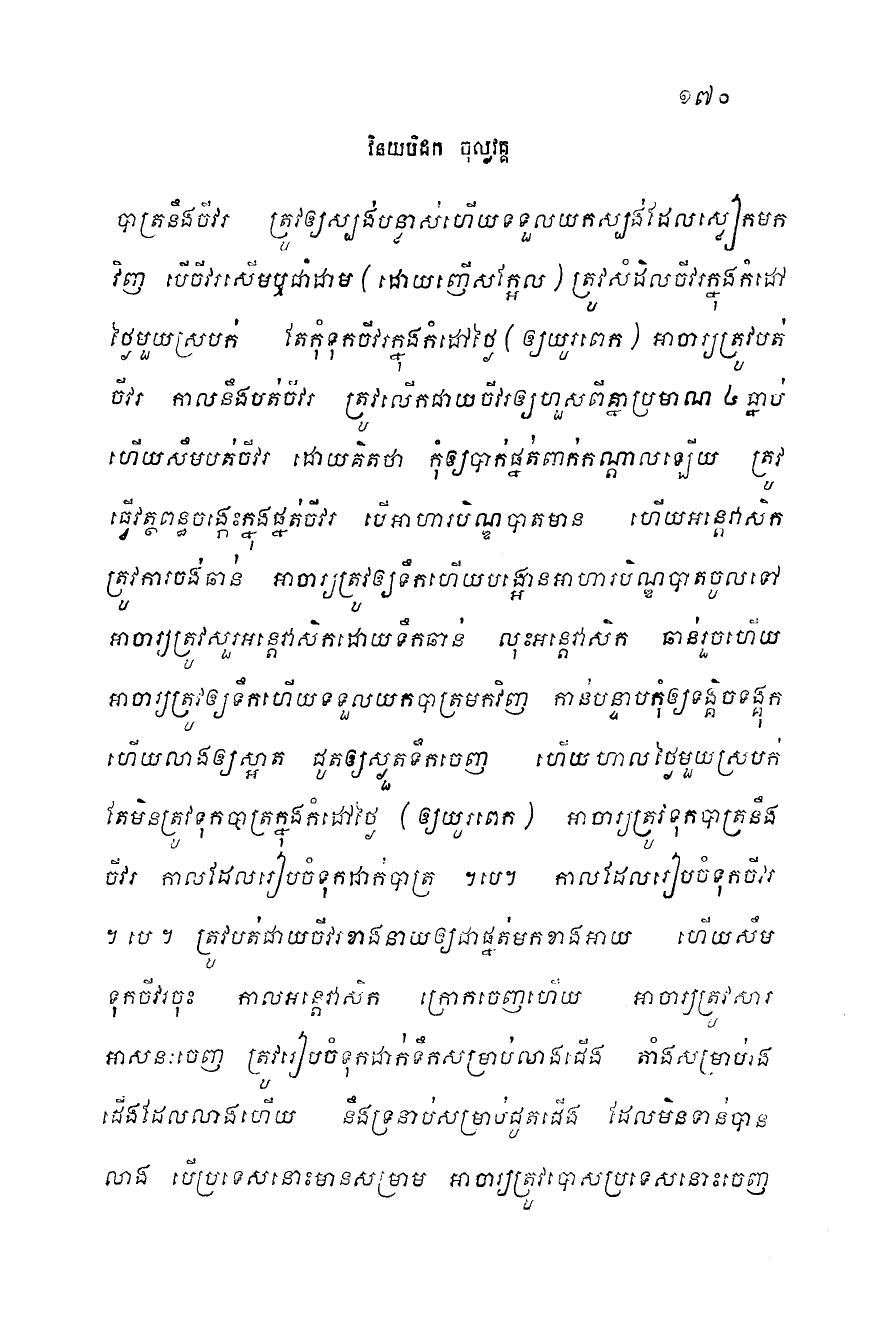 ១៧០
វិនយបិដក ចុល្លវគ្គ
បាត្រនឹងចីវរ ត្រូវឲ្យស្បង់បន្ទាស់ហើយទទួលយកស្បង់ដែលស្លៀកមក
វិញ បើចីវរសើមឬជាំជាម ( ដោយញើសក្អែល ) ត្រូវសំដិលចីវរក្នុងកំដៅ
ថ្ងៃមួយស្របក់ តែកុំទុកចីវរក្នុងកំដៅថ្ងៃ ( ឲ្យយូរពេក ) អាចារ្យត្រូវបត់
ចីវរ កាលនឹងបត់ចីវរ ត្រូវលើកជាយចីវរឲ្យហួសពីគ្នាប្រមាណ ៤ ធ្នាប់
ហើយសឹមបត់ចីវរ ដោយគិតថា កុំឲ្យបាក់ផ្នត់ពាក់កណ្តាលឡើយ ត្រូវ
ធ្វើវត្ថពន្ធចង្កេះក្នុងផ្នត់ចីវរ បើអាហារបិណ្ឌបាតមាន ហើយអន្តេវាសិក
ត្រូវការចង់ធាន់ អាចារ្យត្រូវឲ្យទឹកហើយបង្អោនអាហារបិណ្ឌបាតចូលទៅ
អាចារ្យត្រូវសួរអន្តេវាសិកដោយទឹកធាន់ លុះអន្តេវាសិក ធាន់រួចហើយ
អាចារ្យត្រូវឲ្យទឹកហើយទទួលយកបាត្រមកវិញ កាន់បន្ទាបកុំឲ្យទង្គិចទង្គុក
ហើយលាងឲ្យស្អាត ជូតឲ្យស្ងួតទឹកចេញ ហើយហាលថ្ងៃមួយស្របក់
តែមិនត្រូវទុកបាត្រក្នុងកំដៅថ្ងៃ ( ឲ្យយូរពេក ) អាចារ្យត្រូវទុកបាត្រនឹង
ចីវរ កាលដែលរៀបចំទុកដាក់បាត្រ ។បេ។ កាលដែលរៀបចំទុកចីវរ
។ បេ ។ ត្រូវបត់ជាយចីវរខាងនាយឲ្យជាផ្នត់មកខាងអាយ ហើយសឹម
ទុកចីវរចុះ កាលអន្តេវាសិក ក្រោកចេញហើយ អាចារ្យត្រូវសារ
អាសនៈចេញ ត្រូវរៀបចំទុកដាក់ទឹកសម្រាប់លាងជើង តាំងសម្រាប់រង
ជើងដែលលាងហើយ នឹងទ្រនាប់សម្រាប់ជូតជើង ដែលមិនទាន់បាន
លាង បើប្រទេសនោះមានសម្រាម អាចារ្យត្រូវបោសប្រទេសនោះចេញ